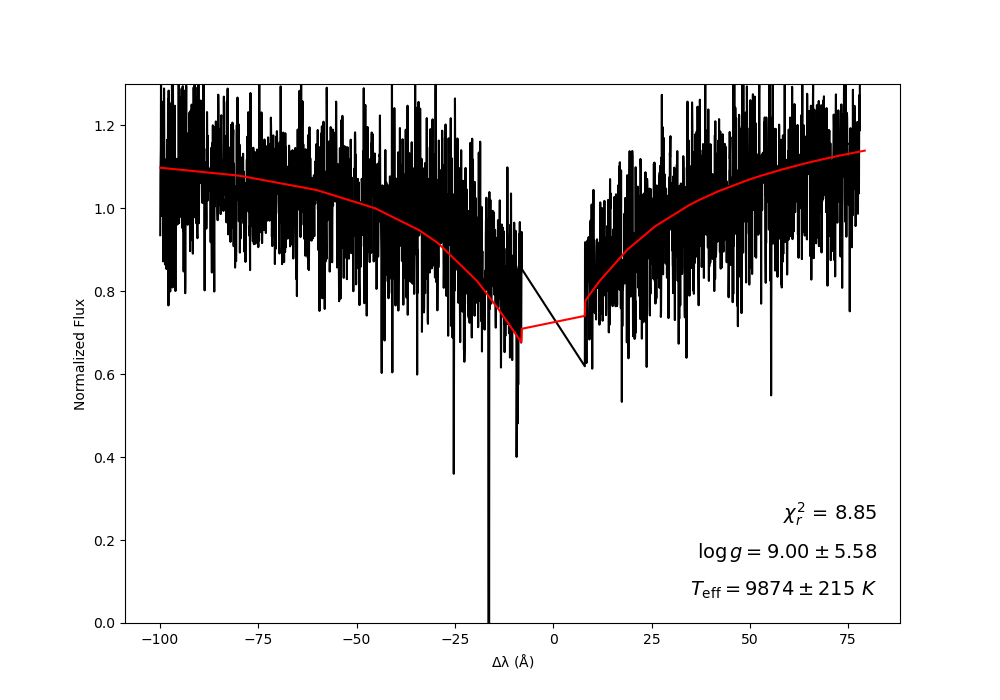 1.2
1.0
0.8
0.6
0.4
0.2
0.0
Normalized Flux
χ²ᵣ = 8.85
log g = 9.00 ± 5.58
T_eff = 9874 ± 215 K
−100 −75 −50 −25 0 25 50 75
Δλ (Å)